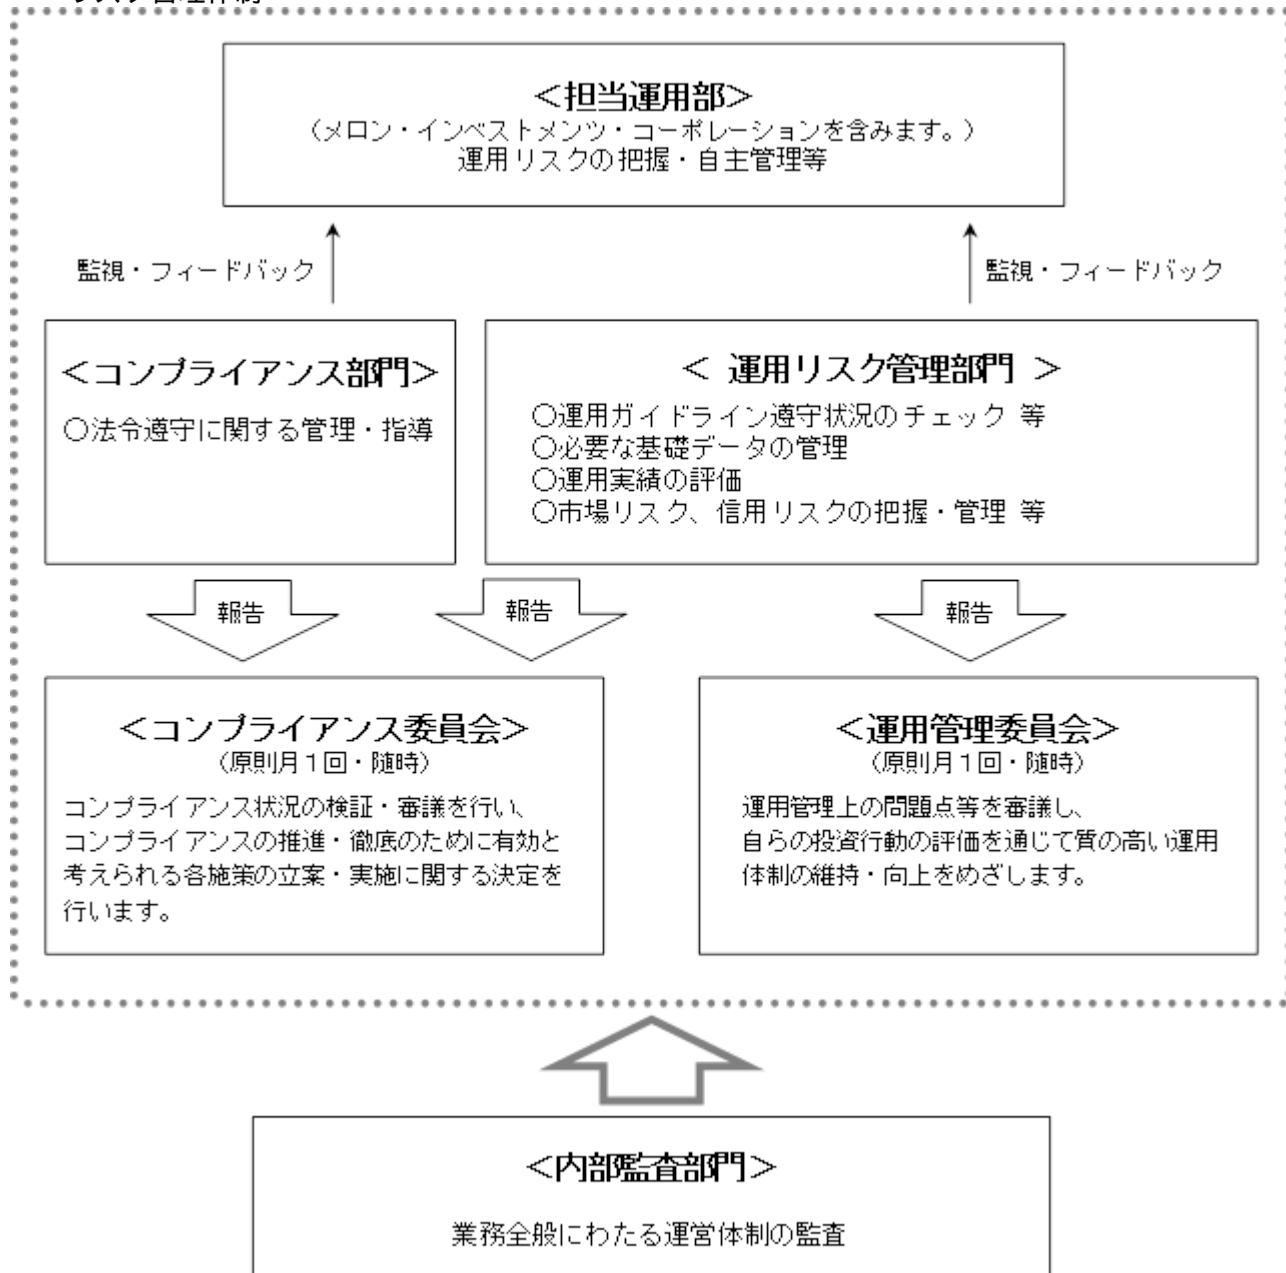 リスク管理体制
＜担当運用部＞
（メロン・インベストメンツ・コーポレーションを含みます。）
運用リスクの把握・自主管理等
監視・フィードバック
監視・フィードバック
＜コンプライアンス部門＞
○法令遵守に関する管理・指導
＜ 運用リスク管理部門 ＞
○運用ガイドライン遵守状況のチェック 等
○必要な基礎データの管理
○運用実績の評価
○市場リスク、信用リスクの把握・管理 等
報告
報告
報告
＜コンプライアンス委員会＞
（原則月１回・随時）
コンプライアンス状況の検証・審議を行い、
コンプライアンスの推進・徹底のために有効と
考えられる各施策の立案・実施に関する決定を
行います。
＜運用管理委員会＞
（原則月１回・随時）
運用管理上の問題点等を審議し、
自らの投資行動の評価を通じて質の高い運用
体制の維持・向上をめざします。
＜内部監査部門＞
業務全般にわたる運営体制の監査